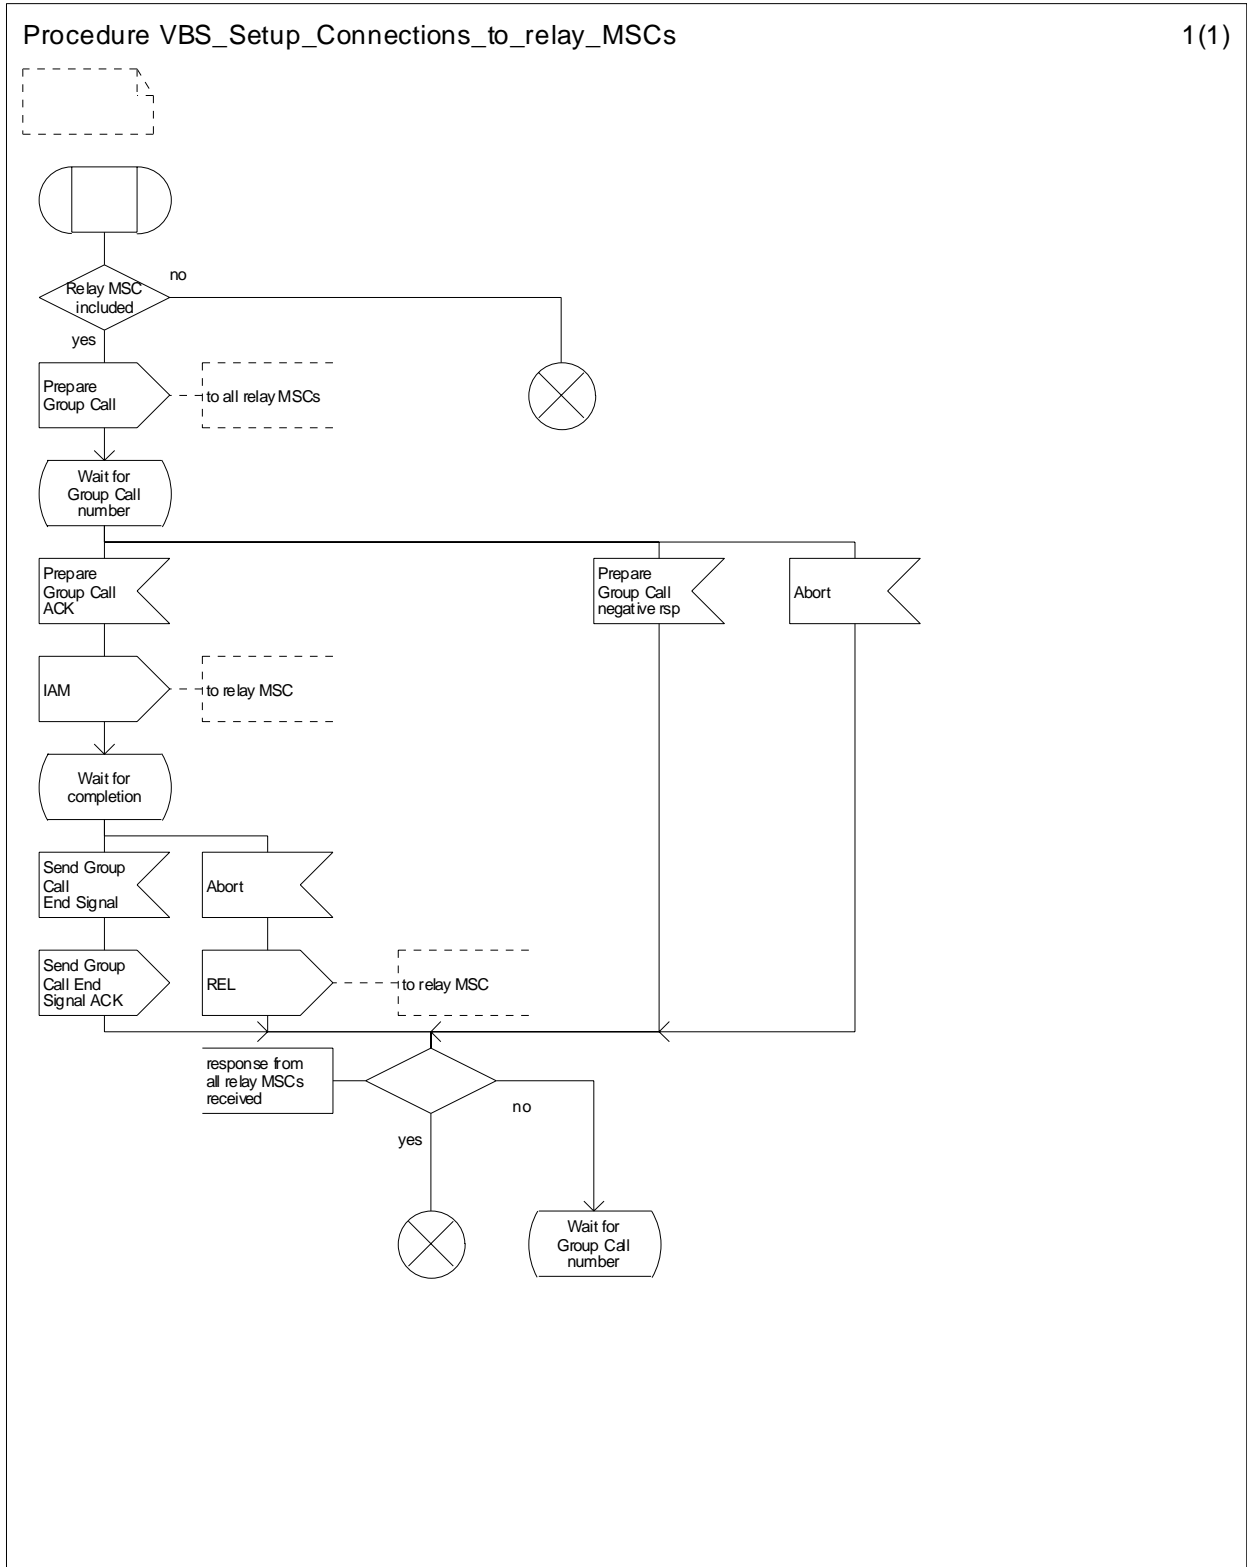 Procedure VBS_Setup_Connections_to_relay_MSCs
1(1)
Relay MSC
included
no
yes
Prepare
Group Call
to all relay MSCs
Wait for
Group Call
number
Prepare
Group Call
ACK
Prepare
Group Call
negative rsp
Abort
IAM
to relay MSC
Wait for
completion
Send Group
Call
End Signal
Abort
Send Group
Call End
Signal ACK
REL
to relay MSC
response from
all relay MSCs
received
no
yes
Wait for
Group Call
number